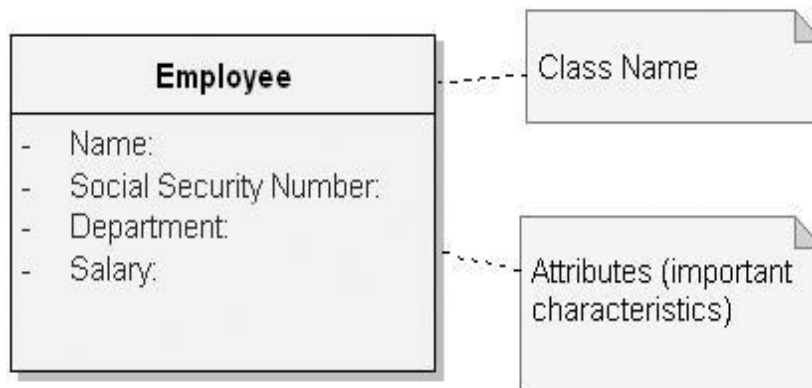 Employee
Class Name
- Name:
- Social Security Number:
- Department:
- Salary:
Attributes (important
characteristics)